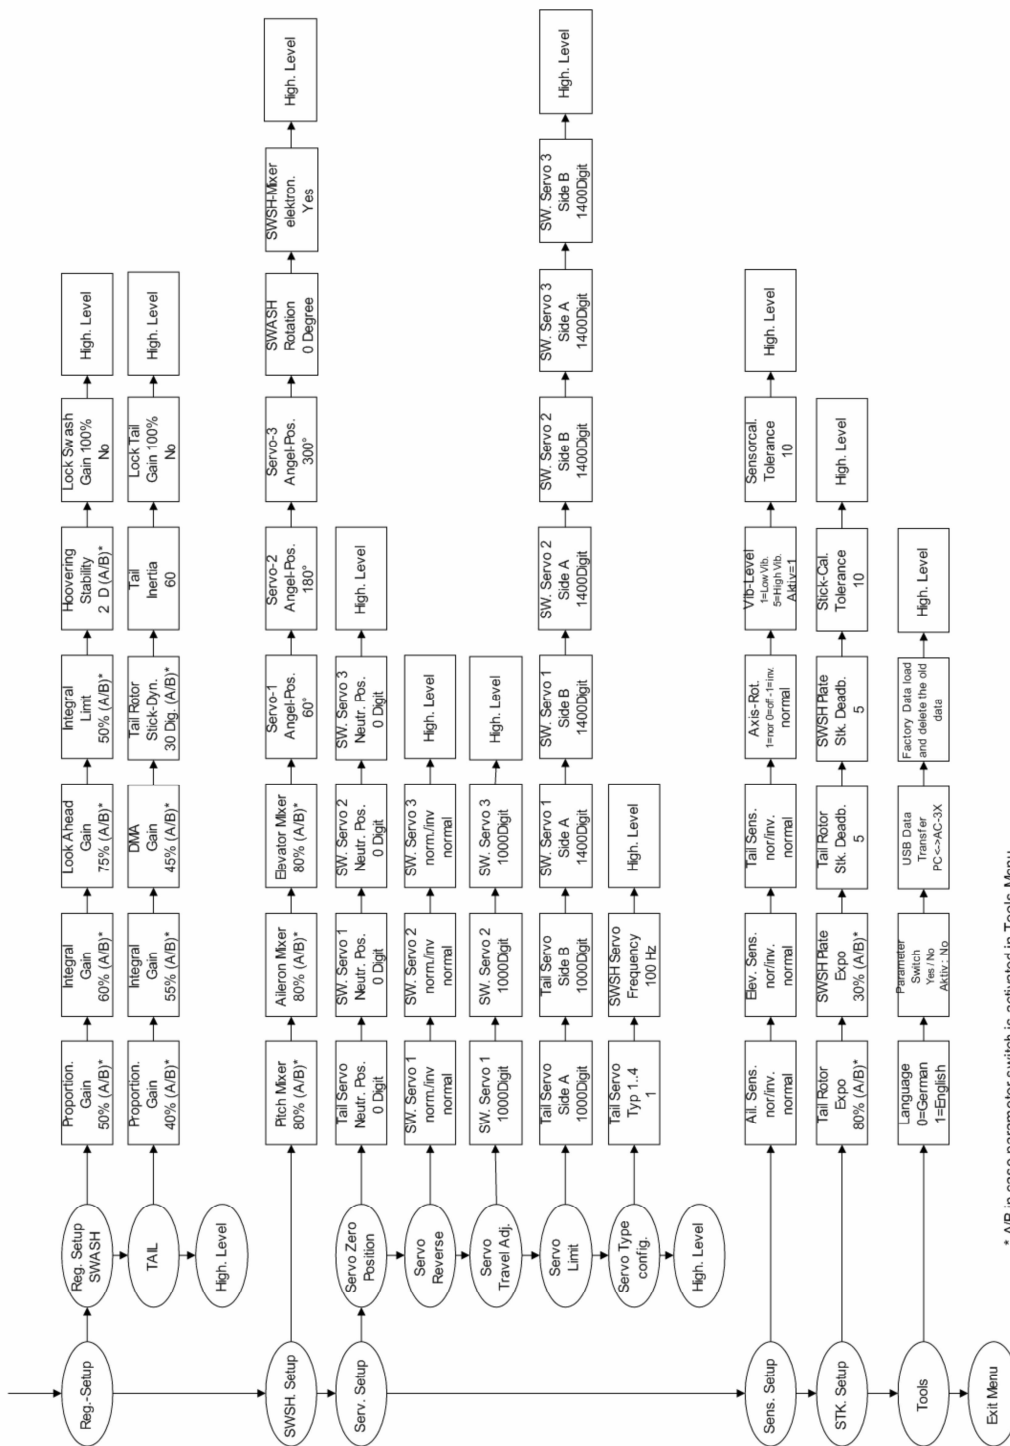 Reg.-Setup
Reg. Setup
SWASH
Proportion.
Gain
50% (A/B)*
Integral
Gain
60% (A/B)*
Look Ahead
Gain
75% (A/B)*
Integral
Limit
50% (A/B)*
Hoovering
Stability
2 D (A/B)*
Lock Swash
Gain 100%
No
High. Level
TAIL
Proportion.
Gain
40% (A/B)*
Integral
Gain
55% (A/B)*
DMA
Gain
45% (A/B)*
Tail Rotor
Stick-Dyn.
30 Dig. (A/B)*
Tail
Inertia
60
Lock Tail
Gain 100%
No
High. Level
High. Level
SWSH. Setup
Pitch Mixer
80% (A/B)*
Aileron Mixer
80% (A/B)*
Elevator Mixer
80% (A/B)*
Servo-1
Angel-Pos.
60°
Servo-2
Angel-Pos.
180°
Servo-3
Angel-Pos.
300°
SWASH
Rotation
0 Degree
SWSH-Mixer
elektron.
Yes
High. Level
Serv. Setup
Servo Zero
Position
Tail Servo
Neutr. Pos.
0 Digit
SW. Servo 1
Neutr. Pos.
0 Digit
SW. Servo 2
Neutr. Pos.
0 Digit
SW. Servo 3
Neutr. Pos.
0 Digit
High. Level
Servo
Reverse
SW. Servo 1
norm./inv
normal
SW. Servo 2
norm./inv
normal
SW. Servo 3
norm./inv
normal
High. Level
Servo
Travel Adj.
SW. Servo 1
1000Digit
SW. Servo 2
1000Digit
SW. Servo 3
1000Digit
High. Level
Servo
Limit
Tail Servo
Side A
1000Digit
Tail Servo
Side B
1000Digit
SW. Servo 1
Side A
1400Digit
SW. Servo 1
Side B
1400Digit
SW. Servo 2
Side A
1400Digit
SW. Servo 2
Side B
1400Digit
SW. Servo 3
Side A
1400Digit
SW. Servo 3
Side B
1400Digit
High. Level
Servo Type
config.
Tail Servo
Typ 1..4
1
SWSH Servo
Frequency
100 Hz
High. Level
High. Level
Sens. Setup
Ail. Sens.
nor/inv.
normal
Elev. Sens.
nor/inv.
normal
Tail Sens.
nor/inv.
normal
Axis-Rot.
1=nor 0=off -1=inv.
normal
Vib-Level
1=Low Vib.
5=High Vib.
Aktiv=1
Sensorcal.
Tolerance
10
High. Level
STK. Setup
Tail Rotor
Expo
80% (A/B)*
SWSH Plate
Expo
30% (A/B)*
Tail Rotor
Stk. Deadb.
5
SWSH Plate
Stk. Deadb.
5
Stick-Cal.
Tolerance
10
High. Level
Tools
Language
0=German
1=English
Parameter
Switch
Yes / No
Aktiv : No
USB Data
Transfer
PC<->AC-3X
Factory Data load
and delete the old
data
High. Level
Exit Menu
* A/B in case parameter switch is activated in Tools-Menu